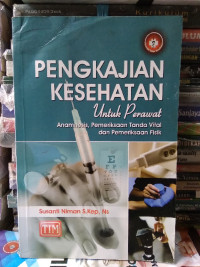 PENGKAJIAN
KESEHATAN
Untuk Perawat
Anamnesis, Pemeriksaan Tanda Vital
dan Pemeriksaan Fisik
Susanti Niman S.Kep, Ns
TIM